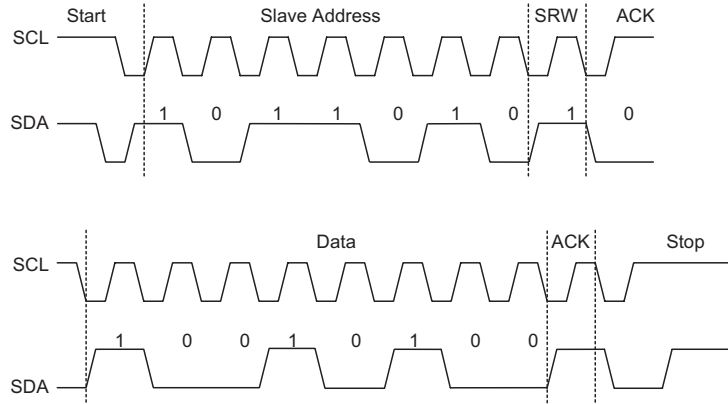 Start Slave Address SRW ACK
SCL
1 0 1 1 0 1 0 1 0
SDA
Data ACK Stop
SCL
1 0 0 1 0 1 0 0
SDA